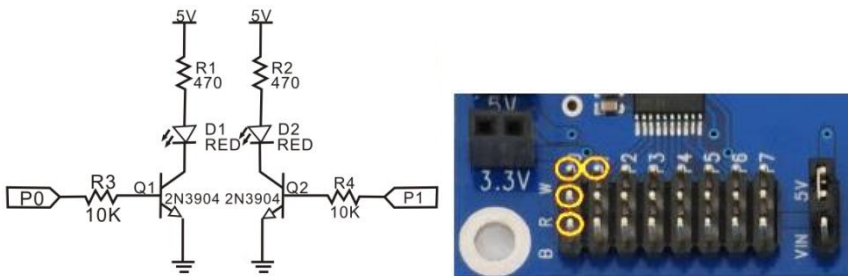 5V 5V
R1 R2
470 470
D1 D2
RED RED
P0 R3 Q1 Q2 R4 P1
2N3904 2N3904
10K 10K
5V
3.3V
P2 P3 P4 P5 P6 P7
W
R
B
5V
VIN